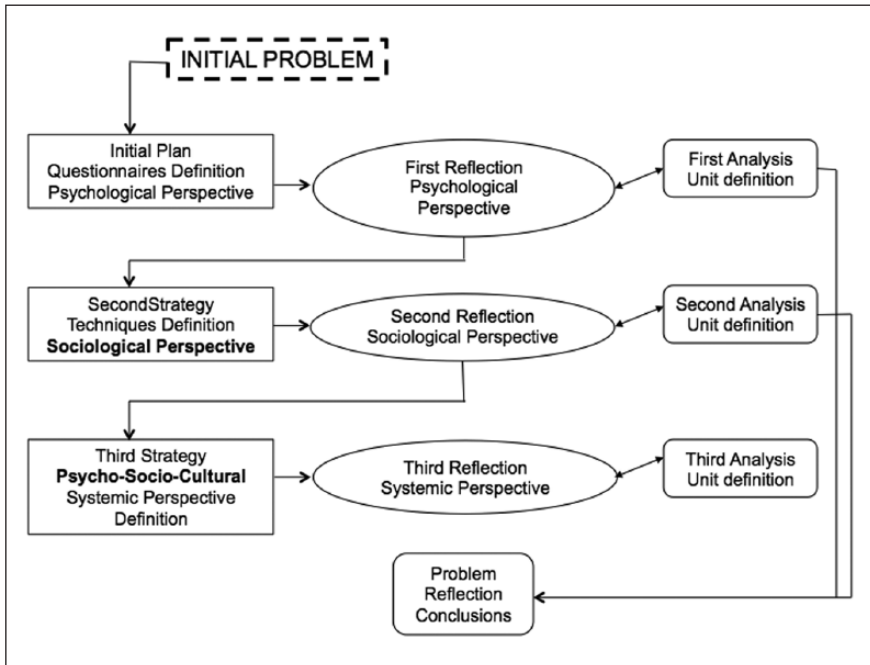 INITIAL PROBLEM
Initial Plan
Questionnaires Definition
Psychological Perspective
First Reflection
Psychological
Perspective
First Analysis
Unit definition
SecondStrategy
Techniques Definition
Sociological Perspective
Second Reflection
Sociological Perspective
Second Analysis
Unit definition
Third Strategy
Psycho-Socio-Cultural
Systemic Perspective
Definition
Third Reflection
Systemic Perspective
Third Analysis
Unit definition
Problem
Reflection
Conclusions